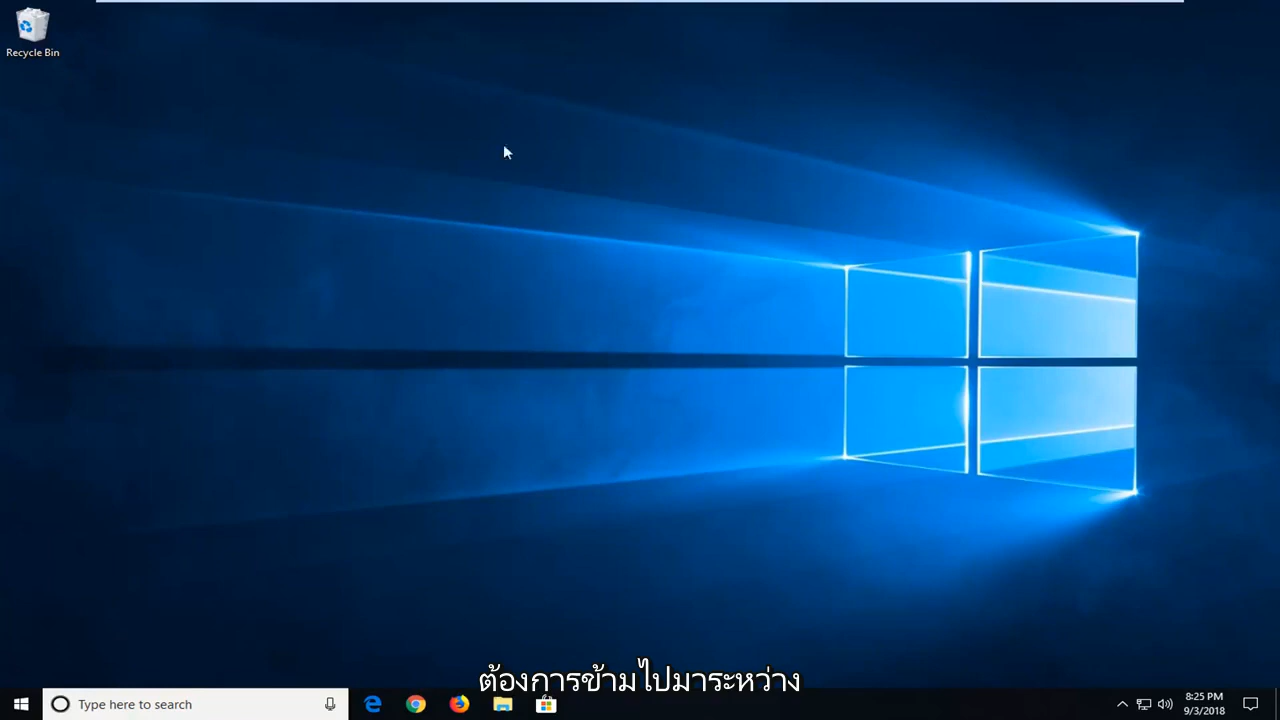 Recycle Bin
ต้องการข้ามไปมาระหว่าง
Type here to search
8:25 PM
9/3/2018